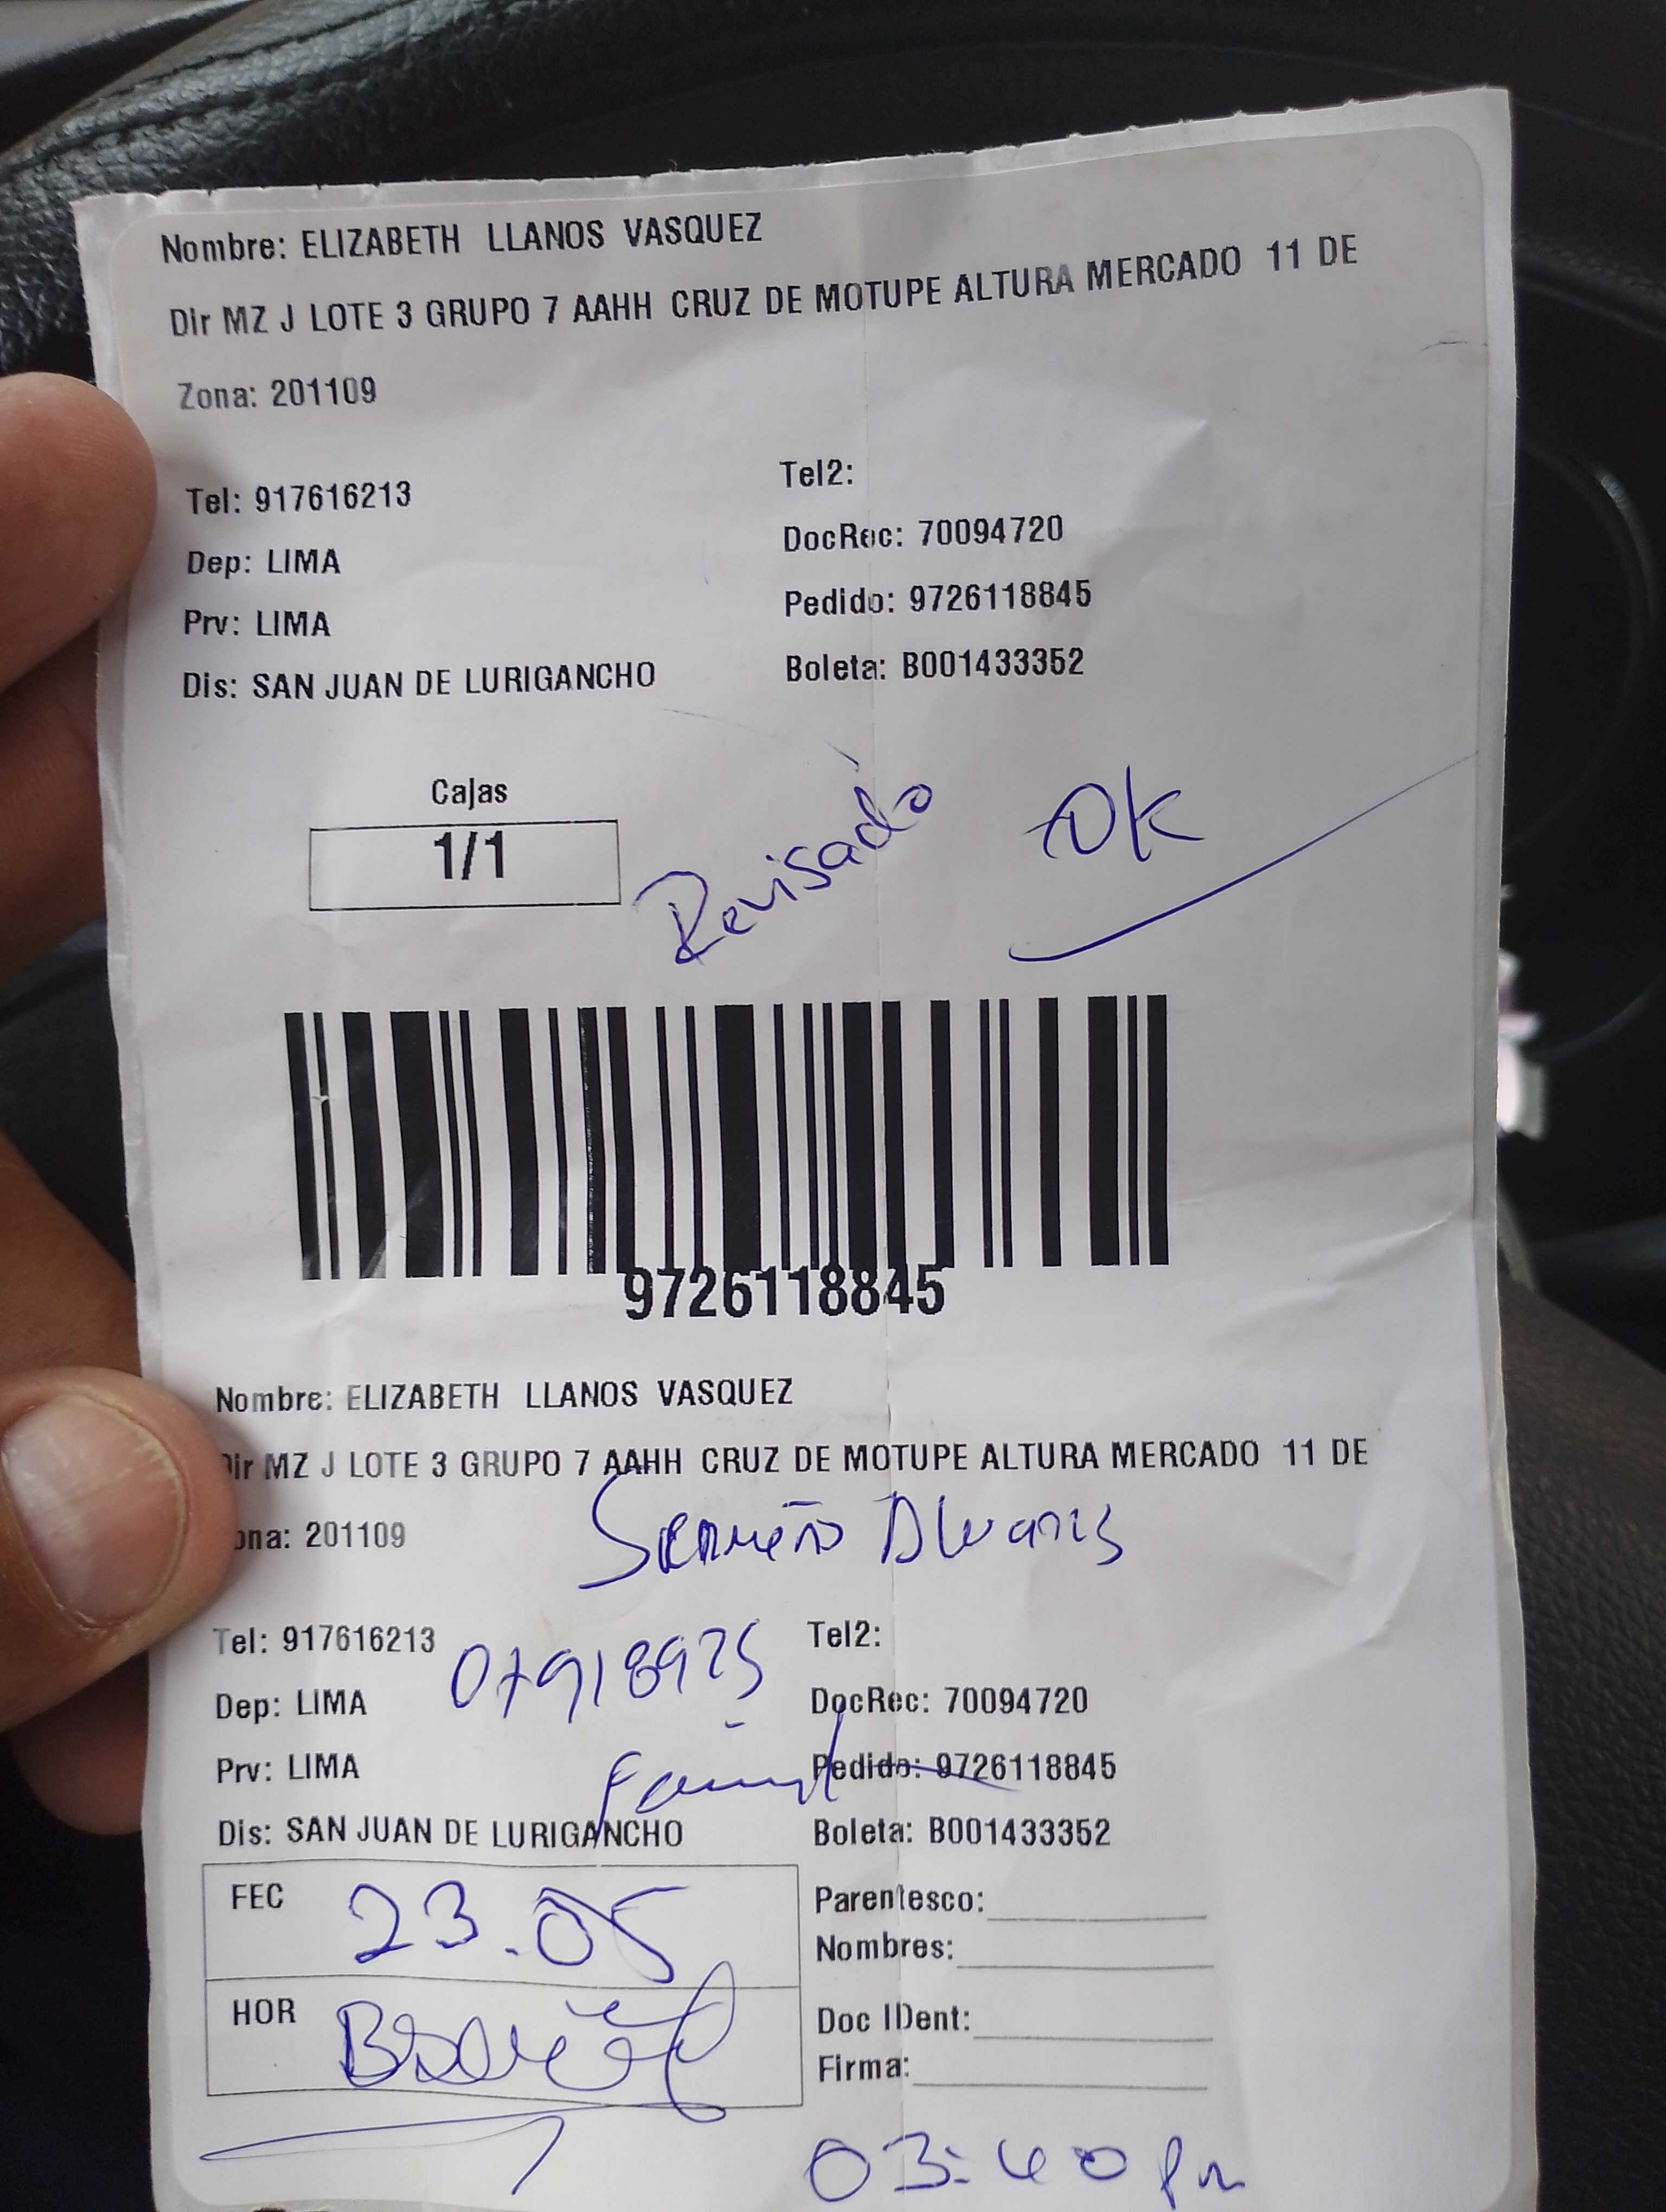 Nombre: ELIZABETH LLANOS VASQUEZ
Dir MZ J LOTE 3 GRUPO 7 AAHH CRUZ DE MOTUPE ALTURA MERCADO 11 DE
Zona: 201109
Tel: 917616213
Tel2:
Dep: LIMA
DocRec: 70094720
Prv: LIMA
Pedido: 9726118845
Dis: SAN JUAN DE LURIGANCHO
Boleta: B001433352
Cajas
1/1
Revisado OK
9726118845
Nombre: ELIZABETH LLANOS VASQUEZ
Dir MZ J LOTE 3 GRUPO 7 AAHH CRUZ DE MOTUPE ALTURA MERCADO 11 DE
ona: 201109
Tel: 917616213
07918975
Tel2:
Dep: LIMA
DocRec: 70094720
Prv: LIMA
Pedido: 9726118845
Dis: SAN JUAN DE LURIGANCHO
Boleta: B001433352
FEC 23.05
Parentesco:
Nombres:
HOR
Doc IDent:
Firma:
03:40 pm